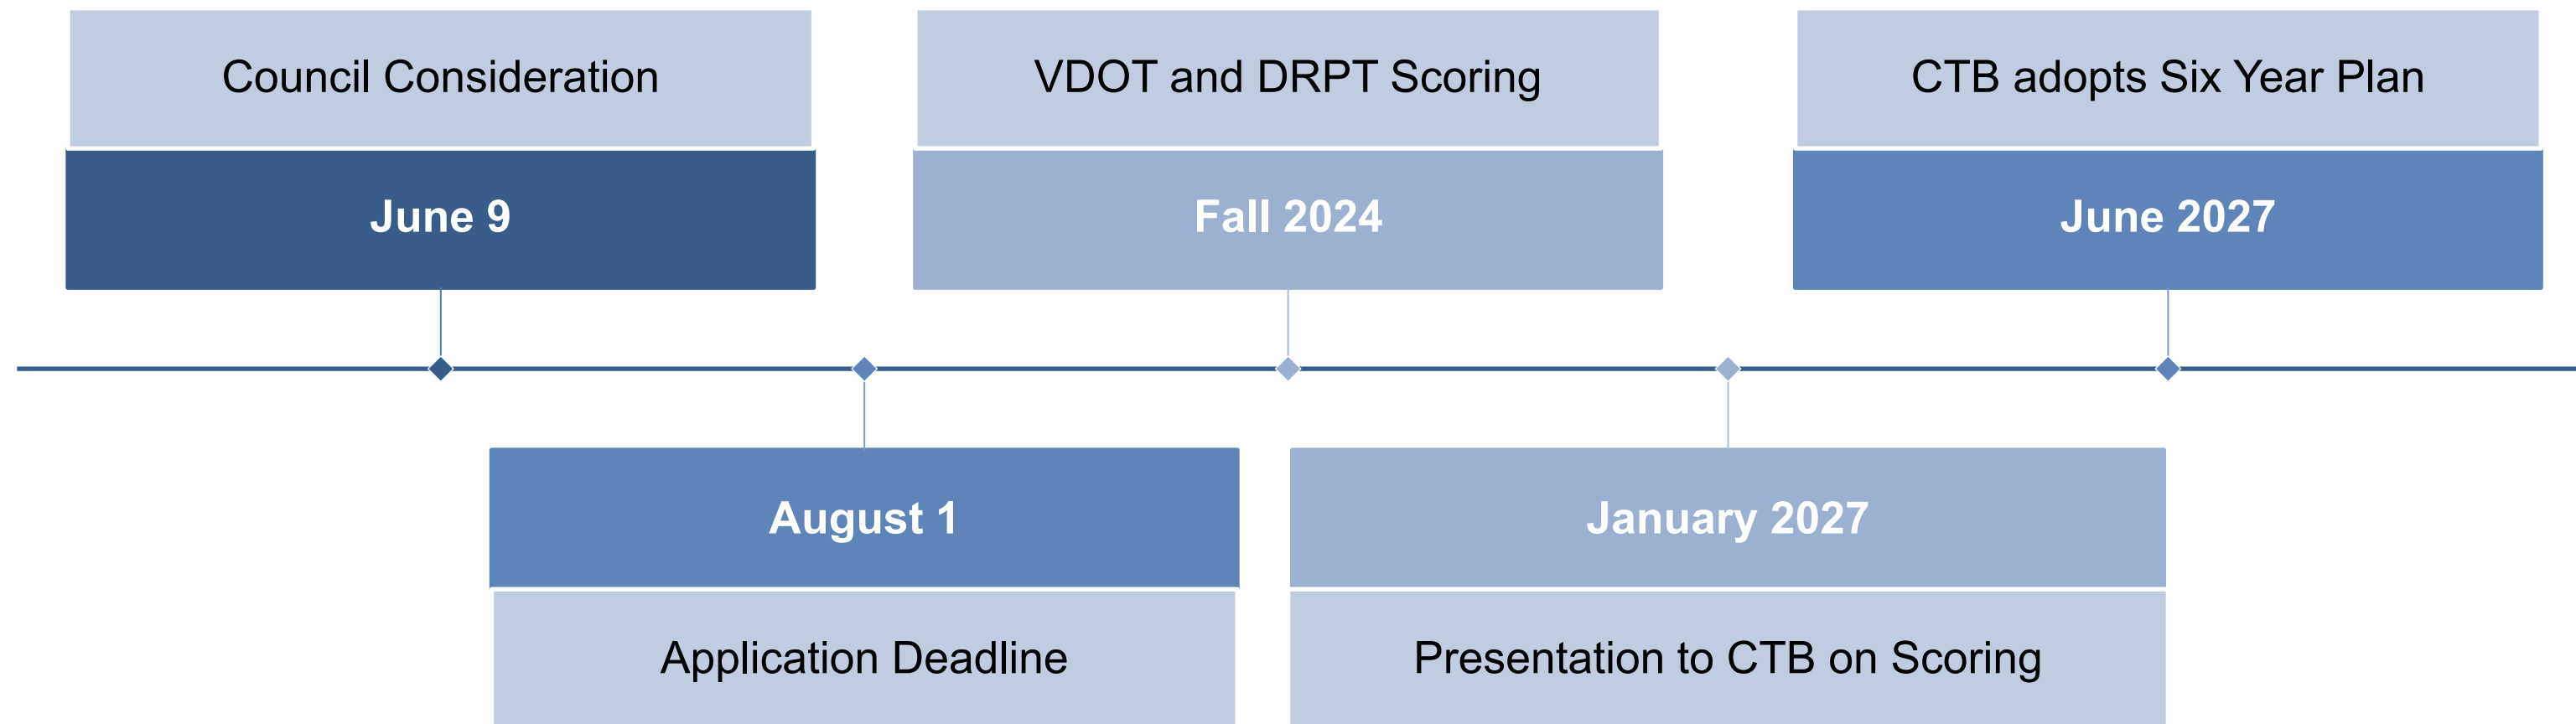 Council Consideration
June 9
August 1
Application Deadline
VDOT and DRPT Scoring
Fall 2024
January 2027
Presentation to CTB on Scoring
CTB adopts Six Year Plan
June 2027